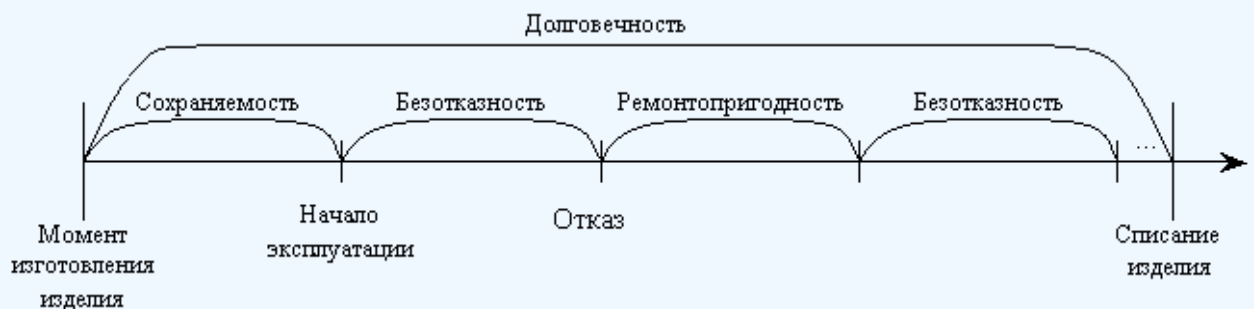 Долговечность
Сохраняемость
Безотказность
Ремонтопригодность
Безотказность
...
Момент
изготовления
изделия
Начало
эксплуатации
Отказ
Списание
изделия